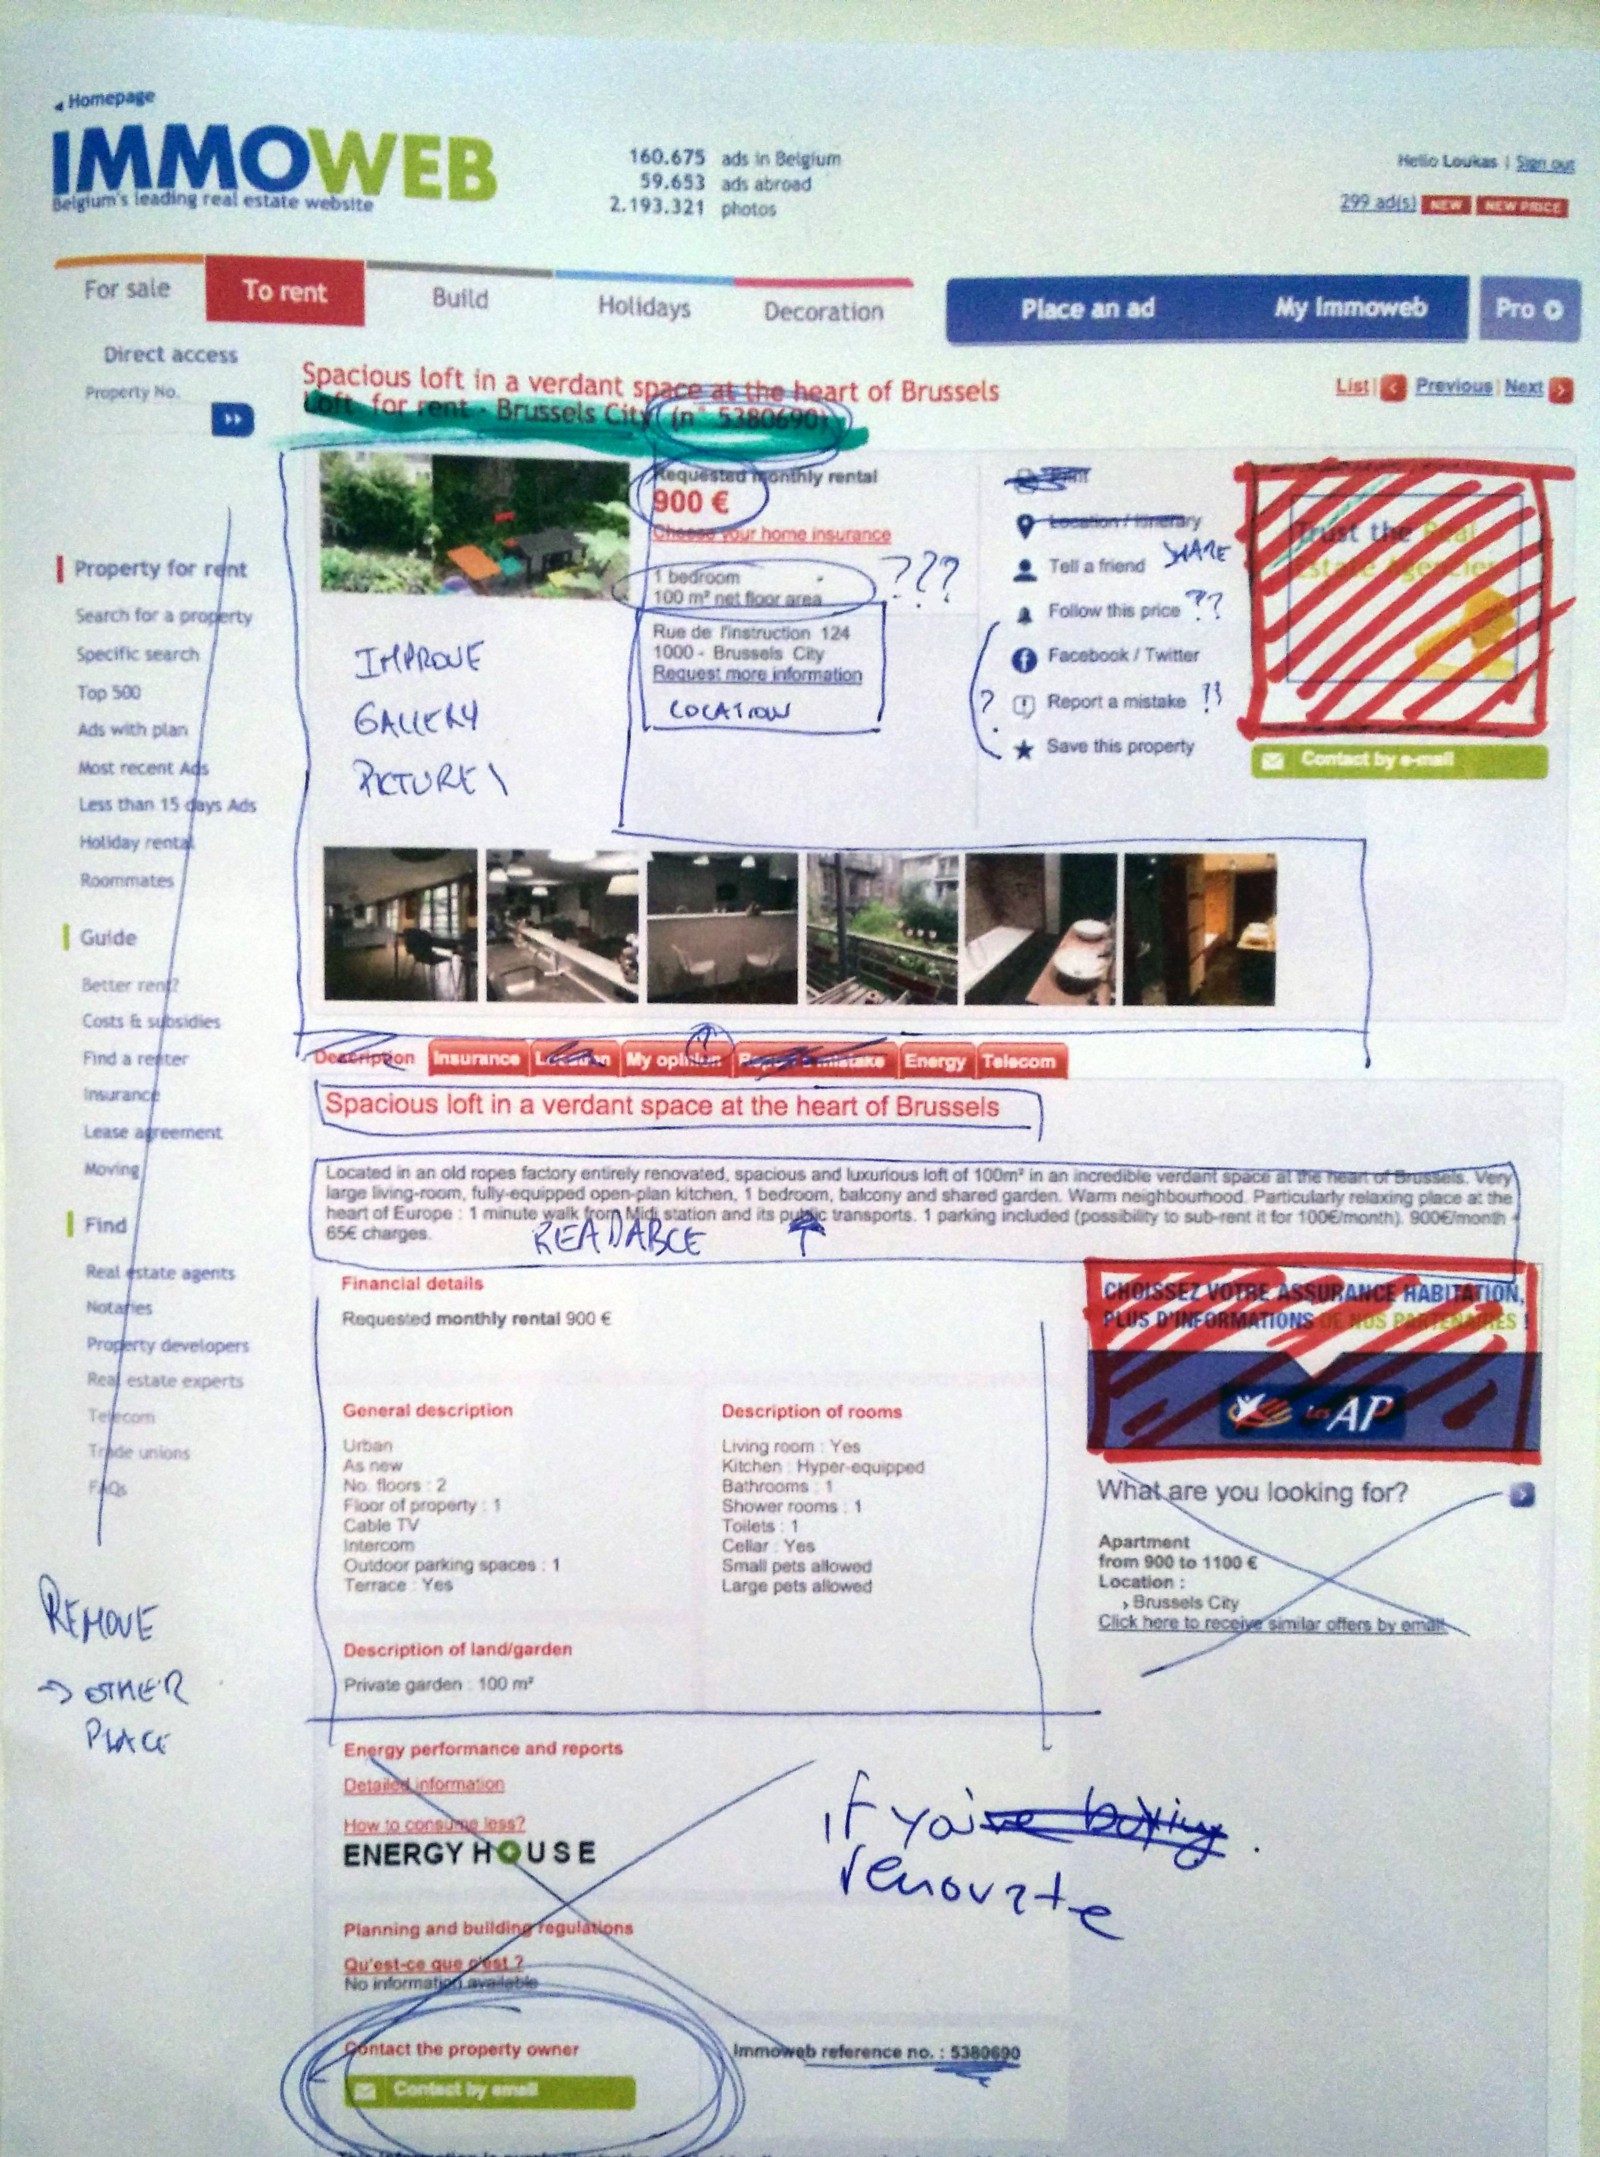 Homepage
IMMOWEB
Belgium's leading real estate website
160.675 ads in Belgium
59.653 ads abroad
2.193.321 photos
Hello Loukas | Sign out
299 ad(s) NEW NEW PRICE
For sale
To rent
Build
Holidays
Decoration
Place an ad
My Immoweb
Pro
Direct access
Property No.
Spacious loft in a verdant space at the heart of Brussels
Loft for rent - Brussels City (n° 5380690)
List
Previous | Next
Requested monthly rental
900 €
Choose your home insurance
1 bedroom
100 m² net floor area
???
Rue de l'instruction 124
1000 - Brussels City
Request more information
LOCATION
IMPROVE
GALLERY
PICTURE
Print
Location / Itinerary
Tell a friend SHARE
Follow this price ??
Facebook / Twitter
? Report a mistake ??
Save this property
Trust the Real
Estate Agencies
Contact by e-mail
Property for rent
Search for a property
Specific search
Top 500
Ads with plan
Most recent Ads
Less than 15 days Ads
Holiday rental
Roommates
Guide
Better rent?
Costs & subsidies
Find a renter
Insurance
Lease agreement
Moving
Find
Real estate agents
Notaries
Property developers
Real estate experts
Telecom
Trade unions
FAQs
REMOVE
→ OTHER
PLACE
Description
Insurance
Location
My opinion
Report a mistake
Energy
Telecom
?
Spacious loft in a verdant space at the heart of Brussels
Located in an old ropes factory entirely renovated, spacious and luxurious loft of 100m² in an incredible verdant space at the heart of Brussels. Very
large living-room, fully-equipped open-plan kitchen, 1 bedroom, balcony and shared garden. Warm neighbourhood. Particularly relaxing place at the
heart of Europe : 1 minute walk from Midi station and its public transports. 1 parking included (possibility to sub-rent it for 100€/month). 900€/month +
65€ charges.
READABLE
Financial details
Requested monthly rental 900 €
General description
Urban
As new
No. floors : 2
Floor of property : 1
Cable TV
Intercom
Outdoor parking spaces : 1
Terrace : Yes
Description of rooms
Living room : Yes
Kitchen : Hyper-equipped
Bathrooms : 1
Shower rooms : 1
Toilets : 1
Cellar : Yes
Small pets allowed
Large pets allowed
Description of land/garden
Private garden : 100 m²
CHOISSEZ VOTRE ASSURANCE HABITATION,
PLUS D'INFORMATIONS DE NOS PARTENAIRES !
Les AP
What are you looking for?
Apartment
from 900 to 1100 €
Location :
Brussels City
Click here to receive similar offers by email
Energy performance and reports
Detailed information
How to consume less?
ENERGY HOUSE
if you've buying
renovate
Planning and building regulations
Qu'est-ce que c'est ?
No information available
Contact the property owner
Contact by email
Immoweb reference no. : 5380690